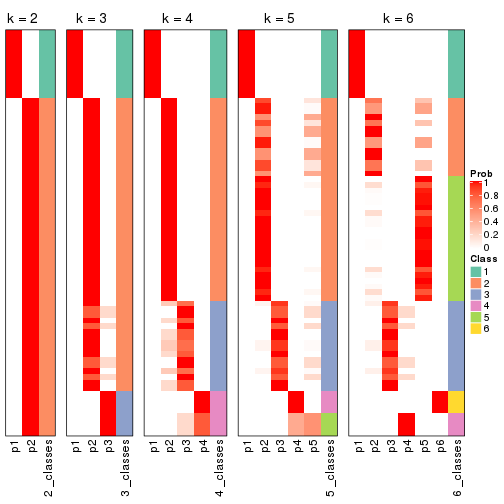 k = 2
k = 3
k = 4
k = 5
k = 6
p1
p2
2_classes
p1
p2
p3
3_classes
p1
p2
p3
p4
4_classes
p1
p2
p3
p4
p5
5_classes
p1
p2
p3
p4
p5
p6
6_classes
Prob
1
0.8
0.6
0.4
0.2
0
Class
1
2
3
4
5
6